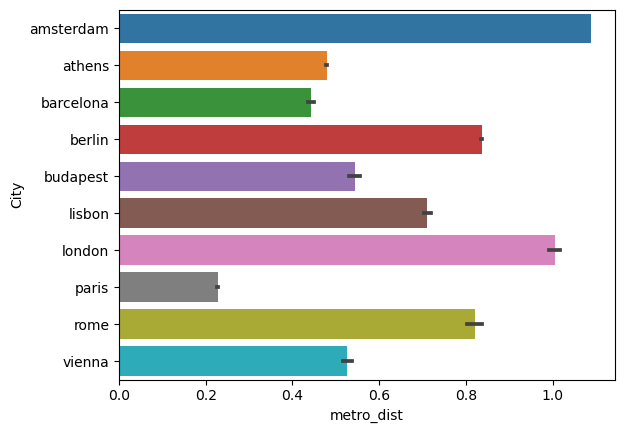 amsterdam
athens
barcelona
berlin
budapest
lisbon
london
paris
rome
vienna
City
0.0 0.2 0.4 0.6 0.8 1.0
metro_dist